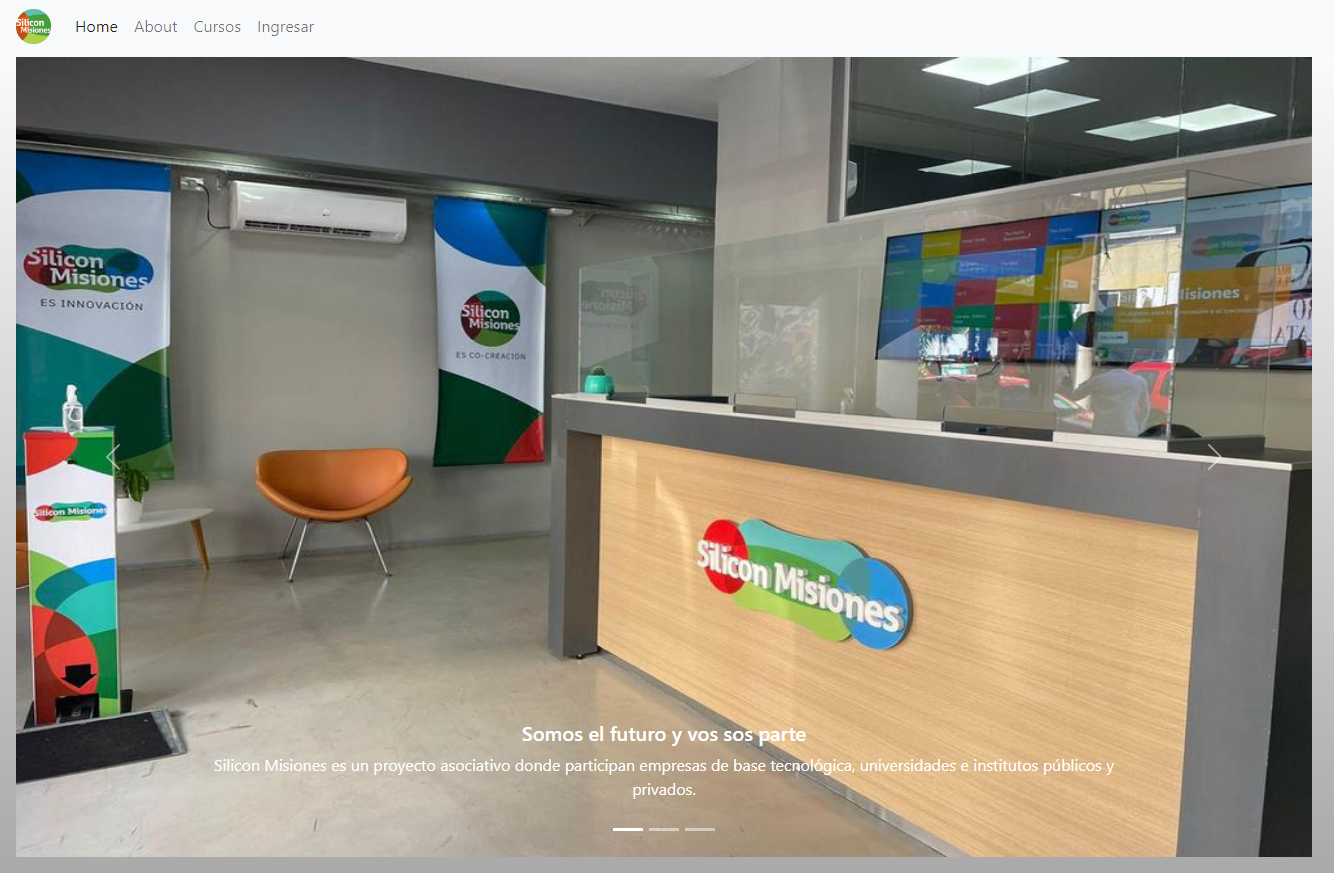 Silicon
Misiones
Home About Cursos Ingresar
Silicon
Misiones
ES INNOVACIÓN
Silicon
Misiones
ES CO-CREACIÓN
Silicon Misiones
Silicon Misiones
Somos el futuro y vos sos parte
Silicon Misiones es un proyecto asociativo donde participan empresas de base tecnológica, universidades e institutos públicos y
privados.